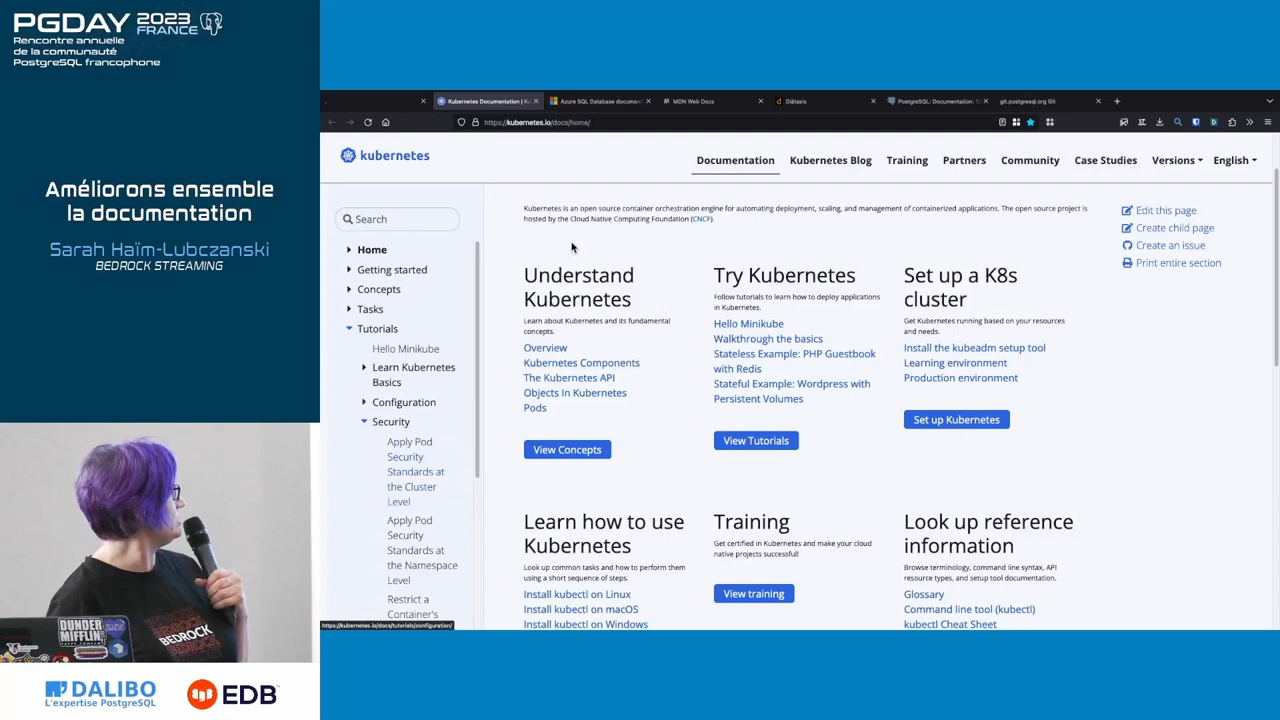 PGDAY 2023 FRANCE
Rencontre annuelle
de la communauté
PostgreSQL francophone
Améliorons ensemble
la documentation
Sarah Haïm-Lubczanski
BEDROCK STREAMING
DUNDER
MIFFLIN
BEDROCK
DALIBO
L'expertise PostgreSQL
EDB
Kubernetes Documentation | Ku
Azure SQL Database document
MDN Web Docs
Diátaxis
git.postgresql.org Git
https://kubernetes.io/docs/home/
kubernetes
Documentation
Kubernetes Blog
Training
Partners
Community
Case Studies
Versions
English
Search
Home
Getting started
Concepts
Tasks
Tutorials
Hello Minikube
Learn Kubernetes
Basics
Configuration
Security
Apply Pod
Security
Standards at
the Cluster
Level
Apply Pod
Security
Standards at
the Namespace
Level
Restrict a
Container's
https://kubernetes.io/docs/tutorials/configuration/
Kubernetes is an open source container orchestration engine for automating deployment, scaling, and management of containerized applications. The open source project is
hosted by the Cloud Native Computing Foundation (CNCF).
Understand
Kubernetes
Learn about Kubernetes and its fundamental
concepts.
Overview
Kubernetes Components
The Kubernetes API
Objects In Kubernetes
Pods
View Concepts
Try Kubernetes
Follow tutorials to learn how to deploy applications
in Kubernetes.
Hello Minikube
Walkthrough the basics
Stateless Example: PHP Guestbook
with Redis
Stateful Example: Wordpress with
Persistent Volumes
View Tutorials
Set up a K8s
cluster
Get Kubernetes running based on your resources
and needs.
Install the kubeadm setup tool
Learning environment
Production environment
Set up Kubernetes
Learn how to use
Kubernetes
Look up common tasks and how to perform them
using a short sequence of steps.
Install kubectl on Linux
Install kubectl on macOS
Install kubectl on Windows
Training
Get certified in Kubernetes and make your cloud
native projects successful!
View training
Look up reference
information
Browse terminology, command line syntax, API
resource types, and setup tool documentation.
Glossary
Command line tool (kubectl)
kubectl Cheat Sheet
Edit this page
Create child page
Create an issue
Print entire section